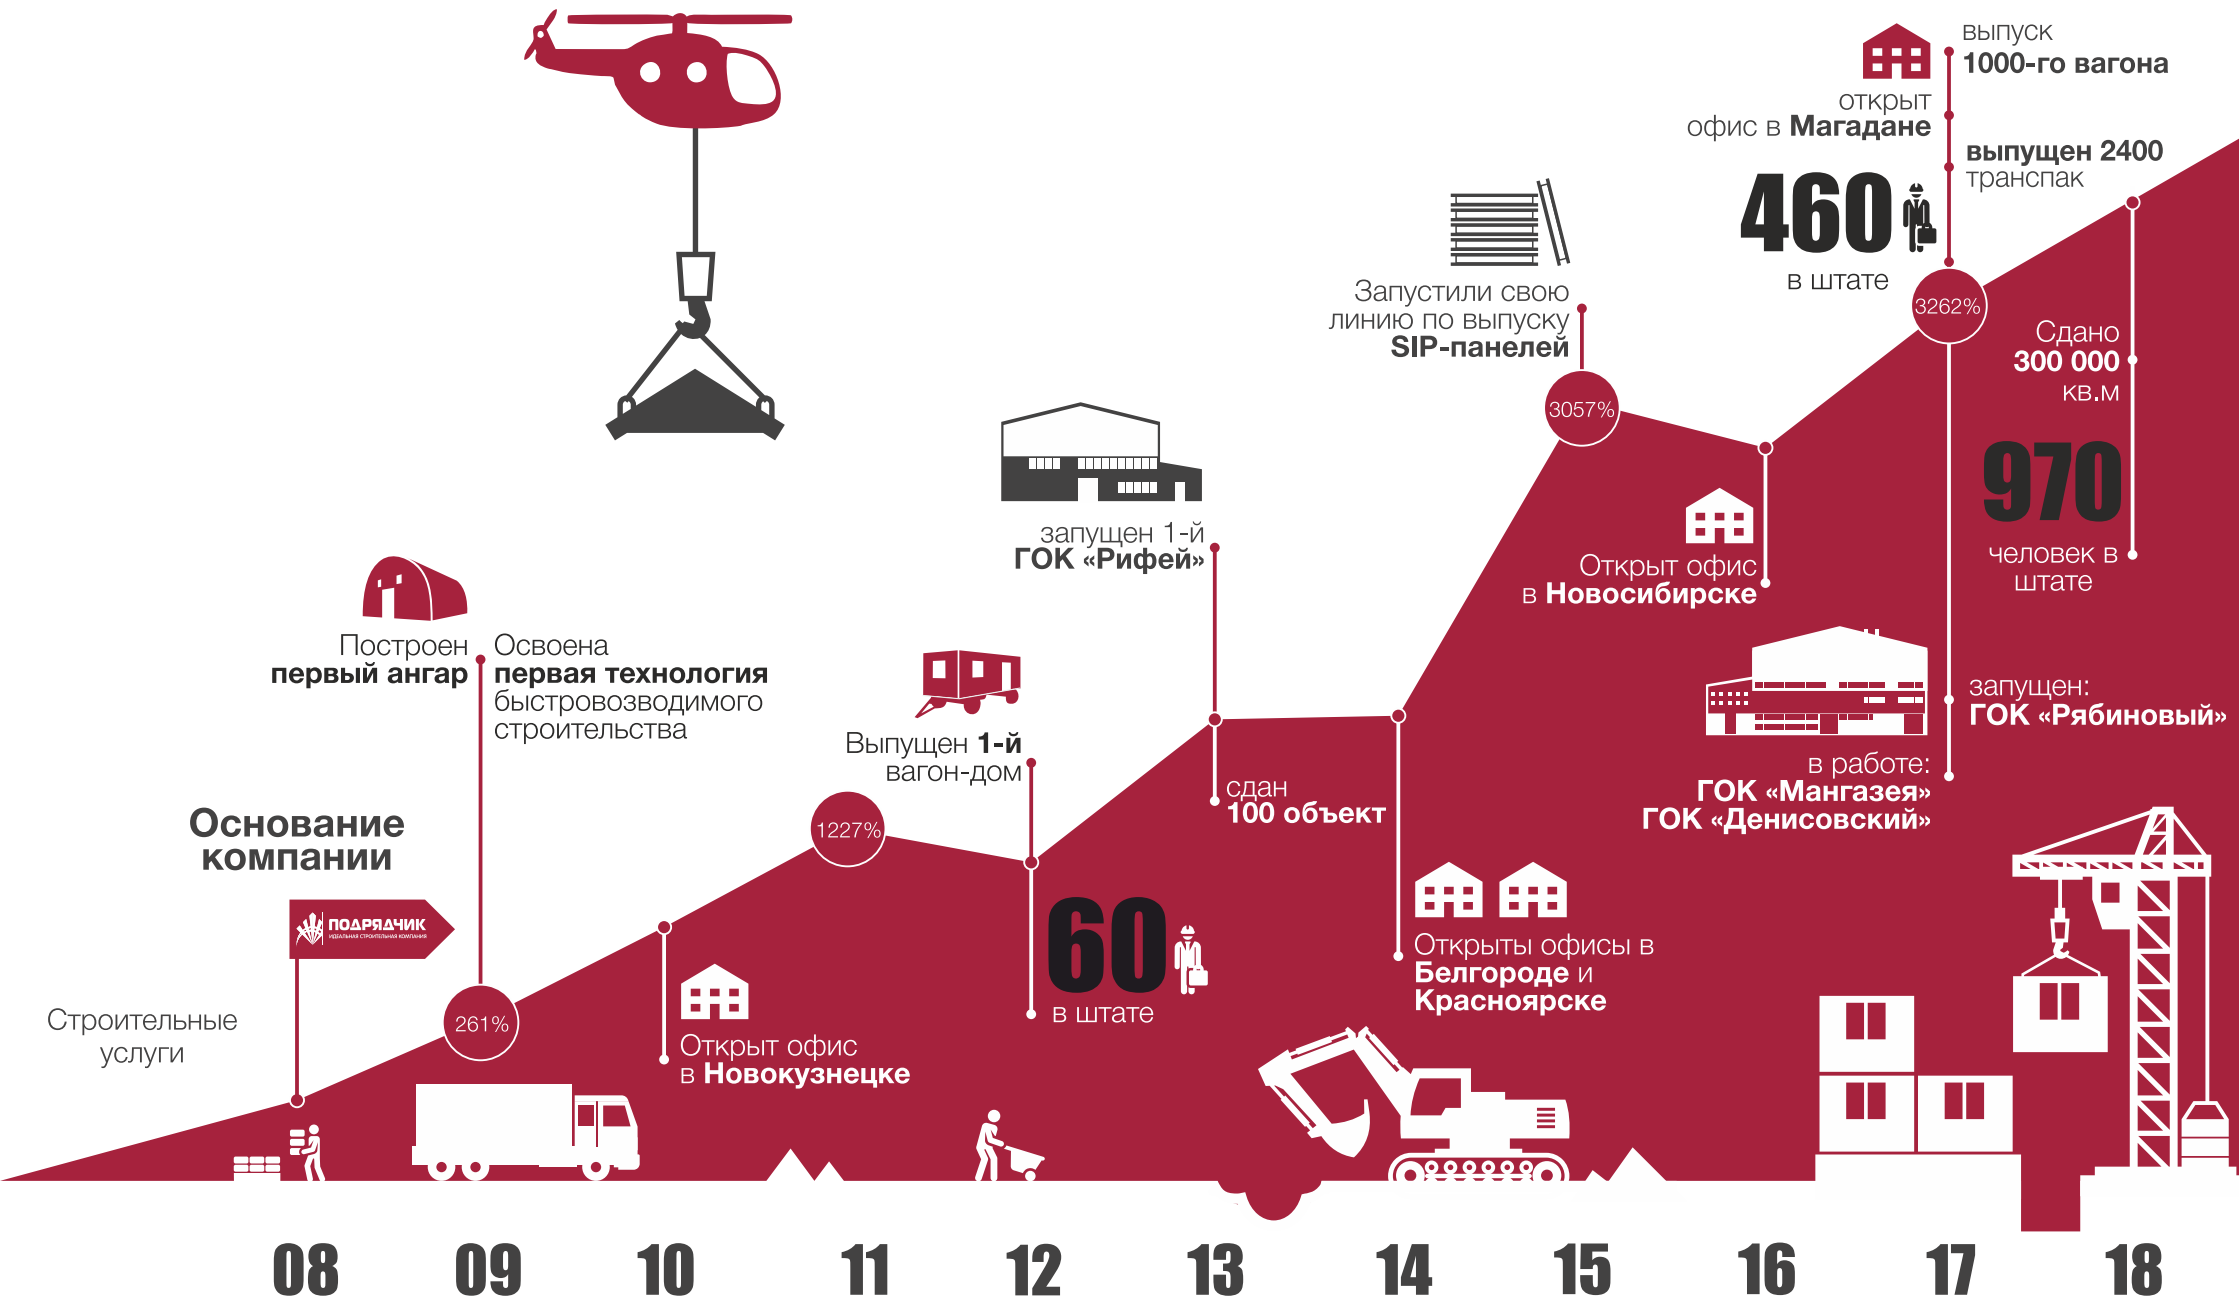 Основание
компании
ПОДРЯДЧИК
ИДЕАЛЬНАЯ СТРОИТЕЛЬНАЯ КОМПАНИЯ
Строительные
услуги
Построен
первый ангар
Освоена
первая технология
быстровозводимого
строительства
261%
Открыт офис
в Новокузнецке
1227%
Выпущен 1-й
вагон-дом
60
в штате
запущен 1-й
ГОК «Рифей»
сдан
100 объект
Открыты офисы в
Белгороде и
Красноярске
Запустили свою
линию по выпуску
SIP-панелей
3057%
Открыт офис
в Новосибирске
выпуск
1000-го вагона
открыт
офис в Магадане
выпущен 2400
транспак
460
в штате
3262%
запущен:
ГОК «Рябиновый»
в работе:
ГОК «Мангазея»
ГОК «Денисовский»
Сдано
300 000
кв.м
970
человек в
штате
08 09 10 11 12 13 14 15 16 17 18